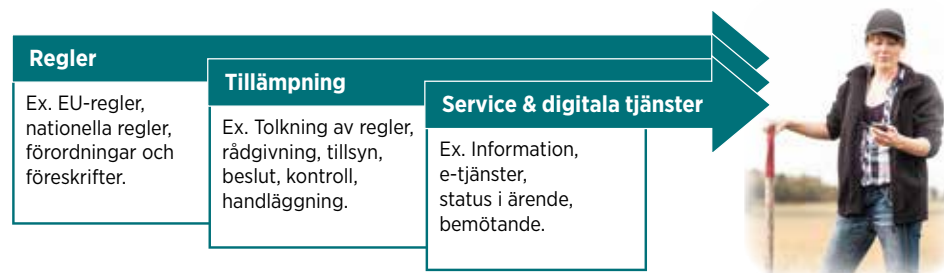 Regler
Ex. EU-regler,
nationella regler,
förordningar och
föreskrifter.
Tillämpning
Ex. Tolkning av regler,
rådgivning, tillsyn,
beslut, kontroll,
handläggning.
Service & digitala tjänster
Ex. Information,
e-tjänster,
status i ärende,
bemötande.